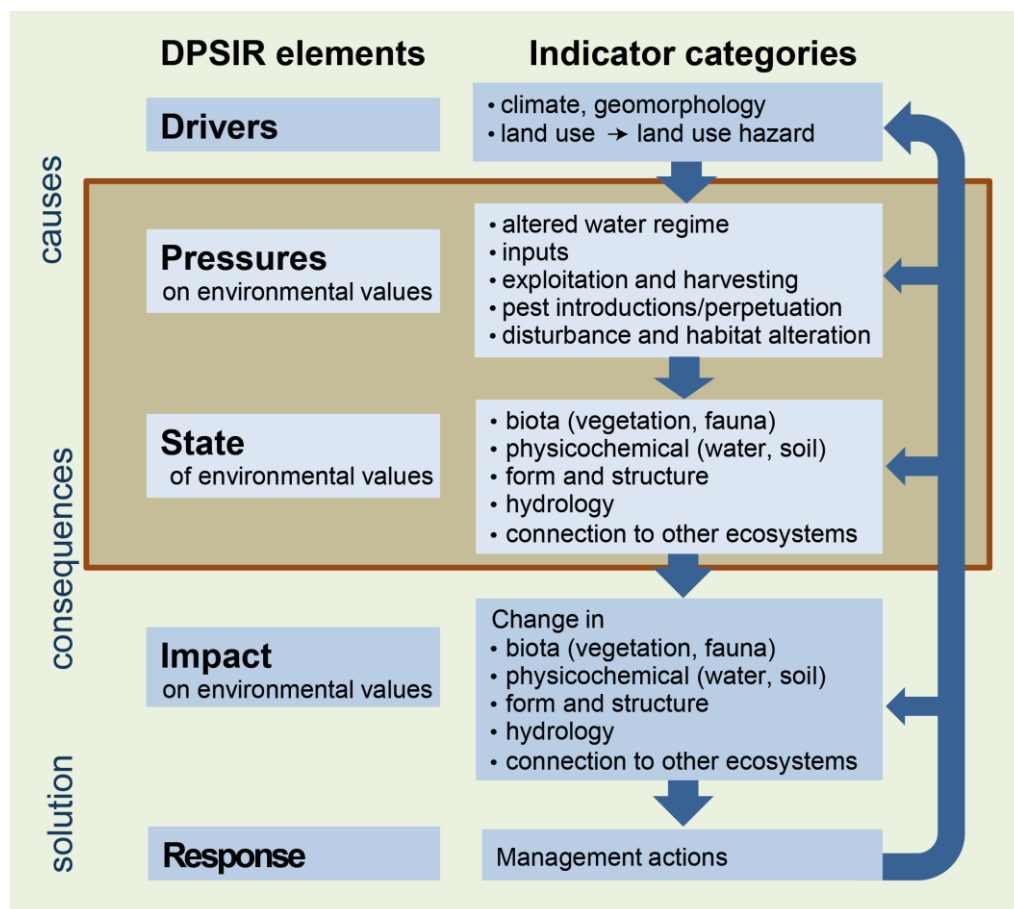 DPSIR elements
Indicator categories
causes
Drivers
• climate, geomorphology
• land use → land use hazard
Pressures
on environmental values
• altered water regime
• inputs
• exploitation and harvesting
• pest introductions/perpetuation
• disturbance and habitat alteration
consequences
State
of environmental values
• biota (vegetation, fauna)
• physicochemical (water, soil)
• form and structure
• hydrology
• connection to other ecosystems
Impact
on environmental values
Change in
• biota (vegetation, fauna)
• physicochemical (water, soil)
• form and structure
• hydrology
• connection to other ecosystems
solution
Response
Management actions